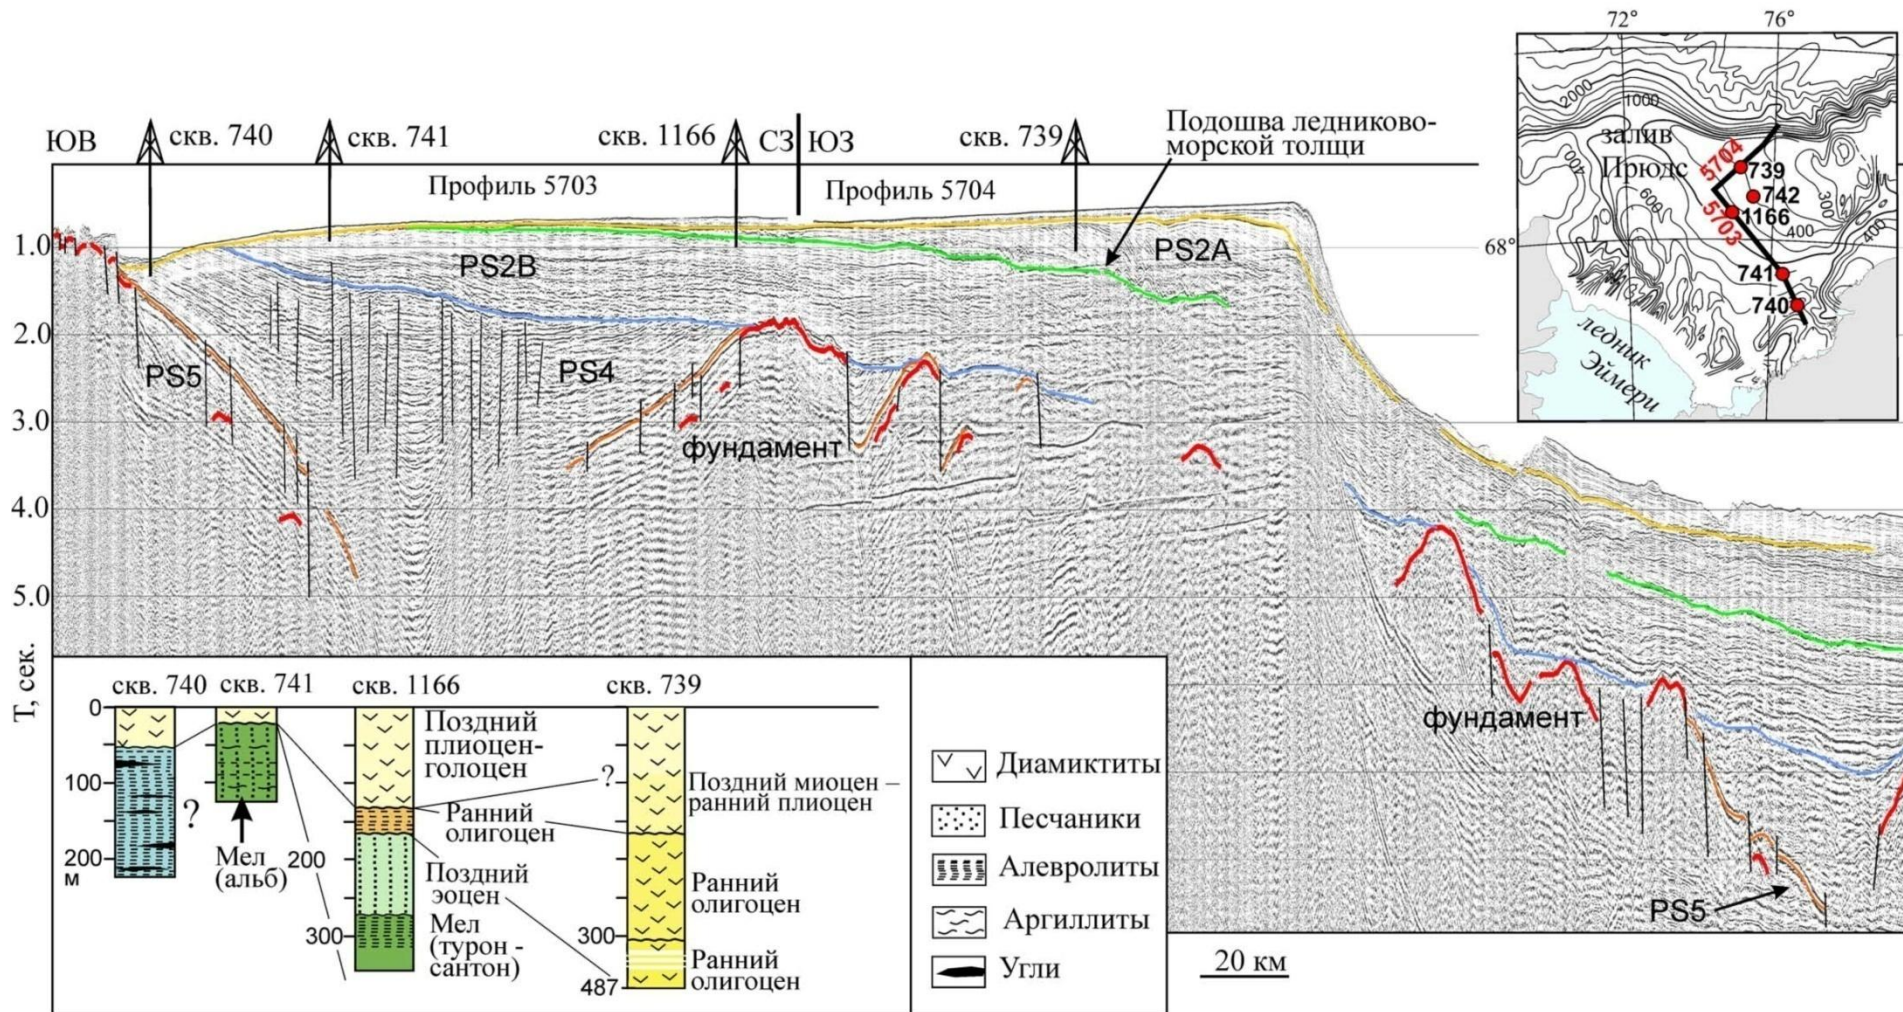 72°
76°
2000
1000
залив
Прюдс
400
5704
739
742
600
300
1166
5703
400
400
68°
741
740
ледник
Эймери
ЮВ
скв. 740
скв. 741
скв. 1166
СЗ
ЮЗ
скв. 739
Подошва ледниково-
морской толщи
Профиль 5703
Профиль 5704
1.0
PS2B
PS2A
2.0
PS5
PS4
3.0
фундамент
4.0
5.0
Т, сек.
фундамент
PS5
20 км
скв. 740
скв. 741
скв. 1166
скв. 739
0
100
200
м
?
Мел
(альб)
200
300
Поздний
плиоцен-
голоцен
Ранний
олигоцен
Поздний
эоцен
Мел
(турон -
сантон)
?
300
487
Поздний миоцен –
ранний плиоцен
Ранний
олигоцен
Ранний
олигоцен
Диамиктиты
Песчаники
Алевролиты
Аргиллиты
Угли